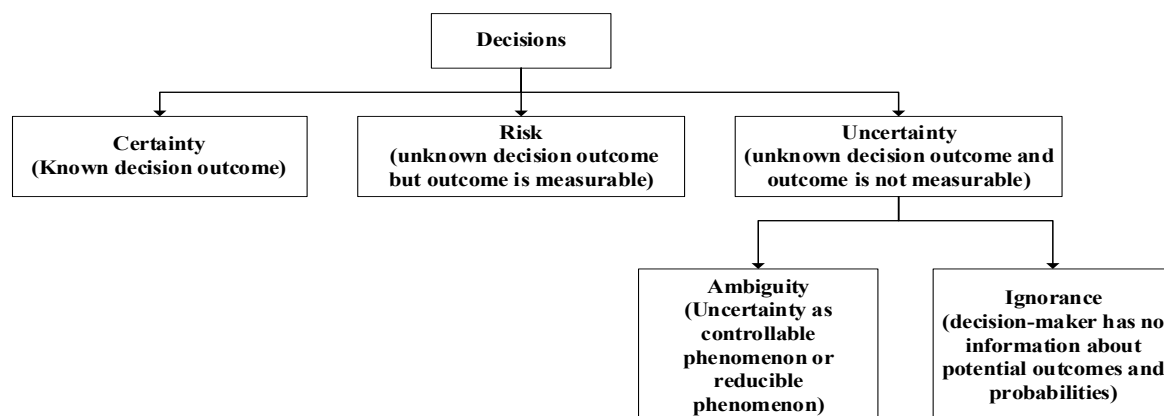 Decisions
Certainty
(Known decision outcome)
Risk
(unknown decision outcome
but outcome is measurable)
Uncertainty
(unknown decision outcome and
outcome is not measurable)
Ambiguity
(Uncertainty as
controllable
phenomenon or
reducible
phenomenon)
Ignorance
(decision-maker has no
information about
potential outcomes and
probabilities)